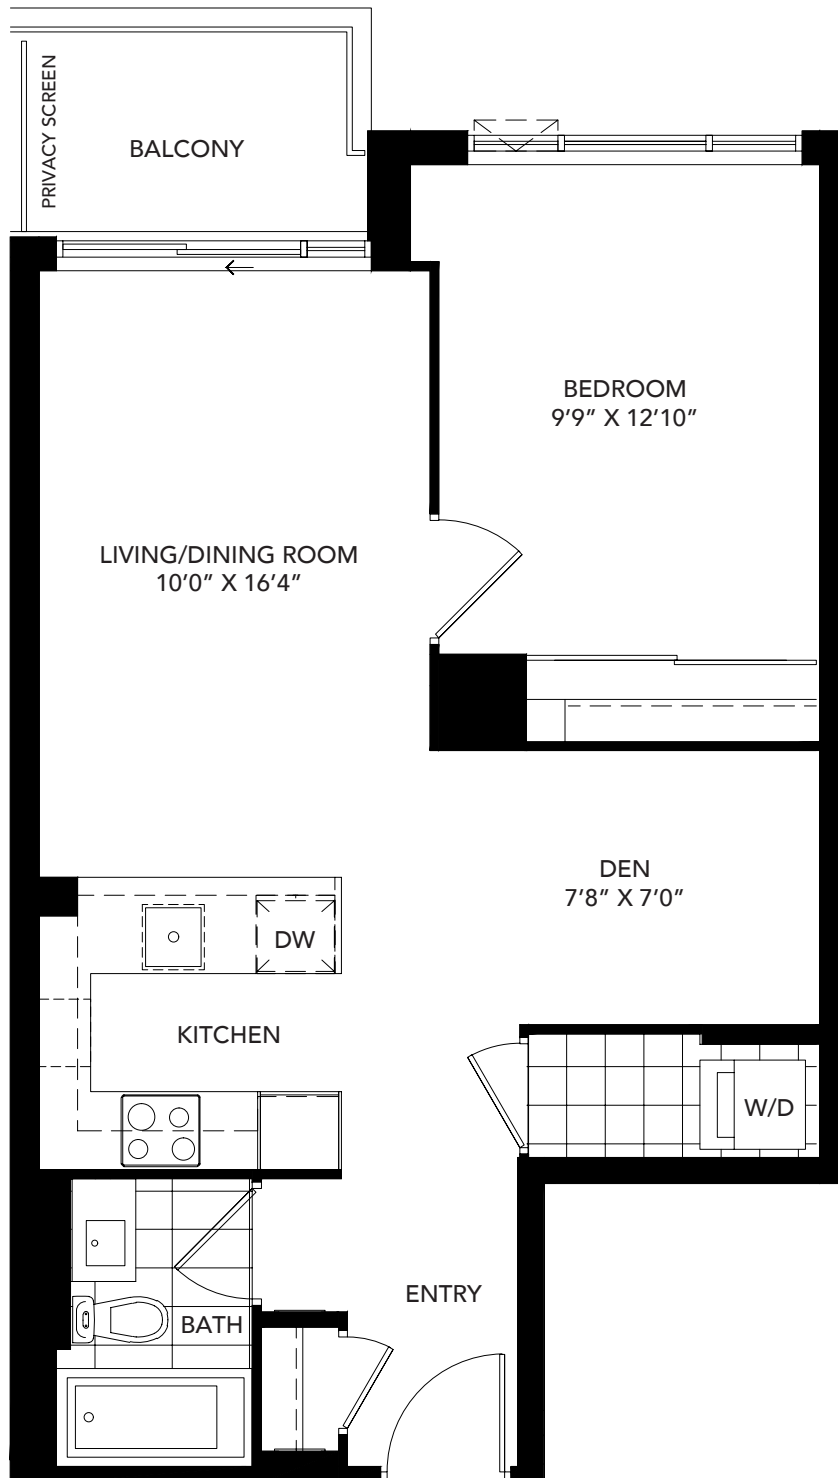 PRIVACY SCREEN
BALCONY
BEDROOM
9'9" X 12'10"
LIVING/DINING ROOM
10'0" X 16'4"
DEN
7'8" X 7'0"
DW
KITCHEN
W/D
ENTRY
BATH